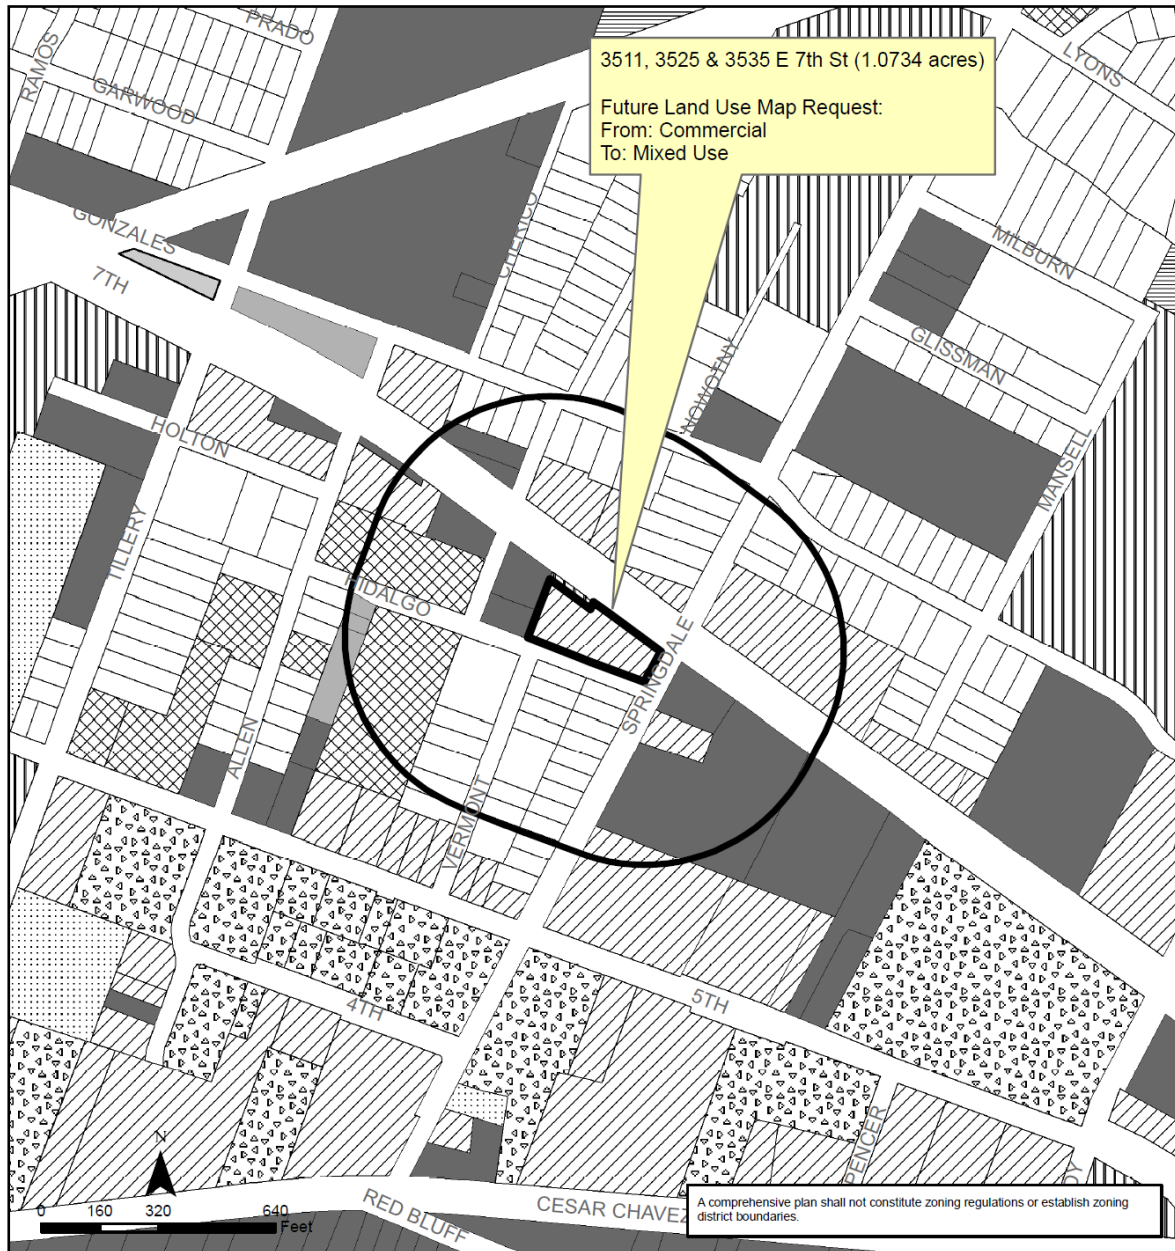 PRADO
RAMOS
GARWOOD
LYONS
3511, 3525 & 3535 E 7th St (1.0734 acres)
Future Land Use Map Request:
From: Commercial
To: Mixed Use
GONZALES
7TH
CHERICO
MILBURN
GLISSMAN
NOWOTNY
HOLTON
MANSELL
TILLERY
HIDALGO
SPRINGDALE
ALLEN
VERMONT
4TH
5TH
PENCER
DY
N
0 160 320 640
Feet
RED BLUFF
CESAR CHAVEZ
A comprehensive plan shall not constitute zoning regulations or establish zoning
district boundaries.